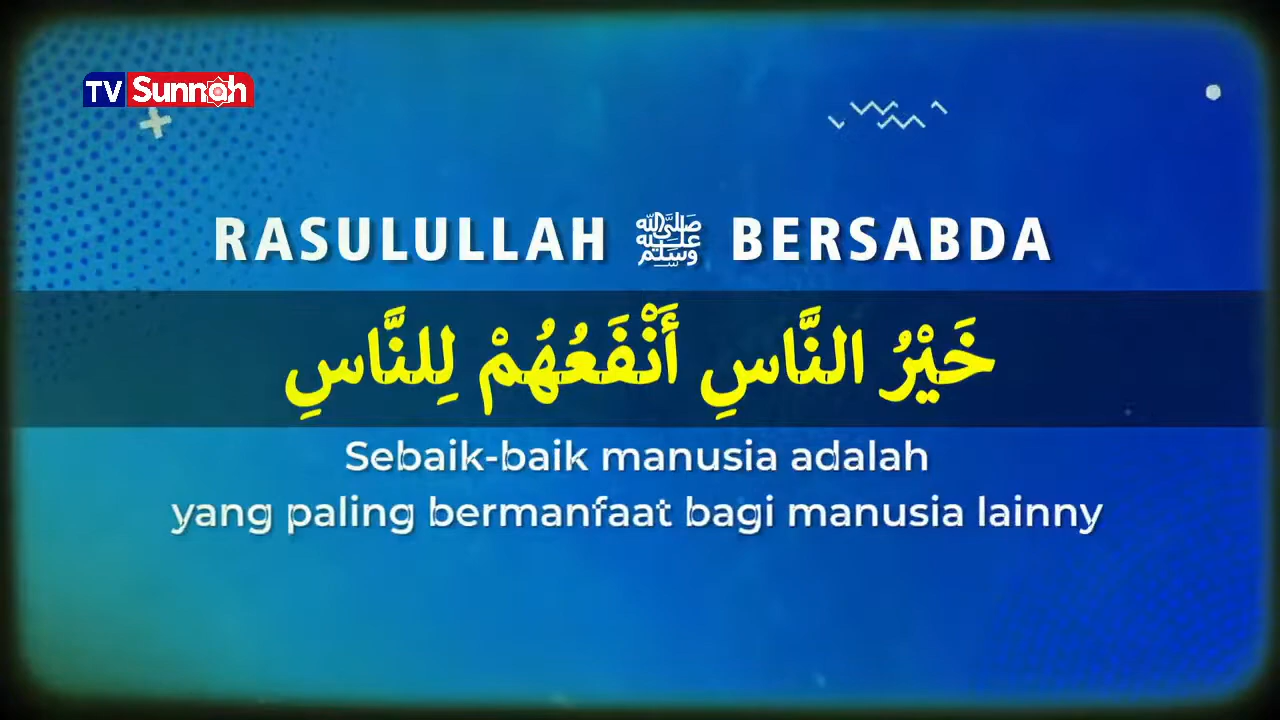 TV Sunnah
RASULULLAH ﷺ BERSABDA
خَيْرُ النَّاسِ أَنْفَعُهُمْ لِلنَّاسِ
Sebaik-baik manusia adalah
yang paling bermanfaat bagi manusia lainny